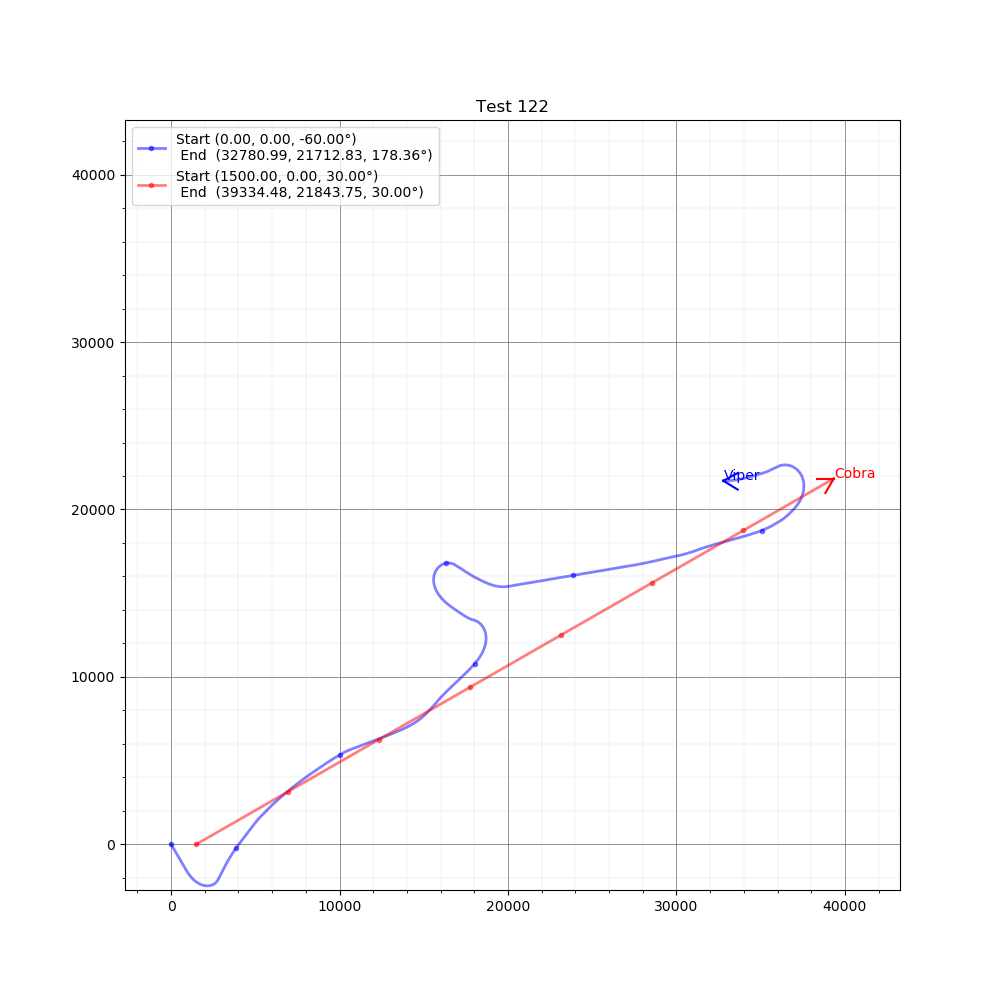 Test 122
Start (0.00, 0.00, -60.00°)
End (32780.99, 21712.83, 178.36°)
Start (1500.00, 0.00, 30.00°)
End (39334.48, 21843.75, 30.00°)
40000
30000
20000
10000
0
Viper
Cobra
0 10000 20000 30000 40000